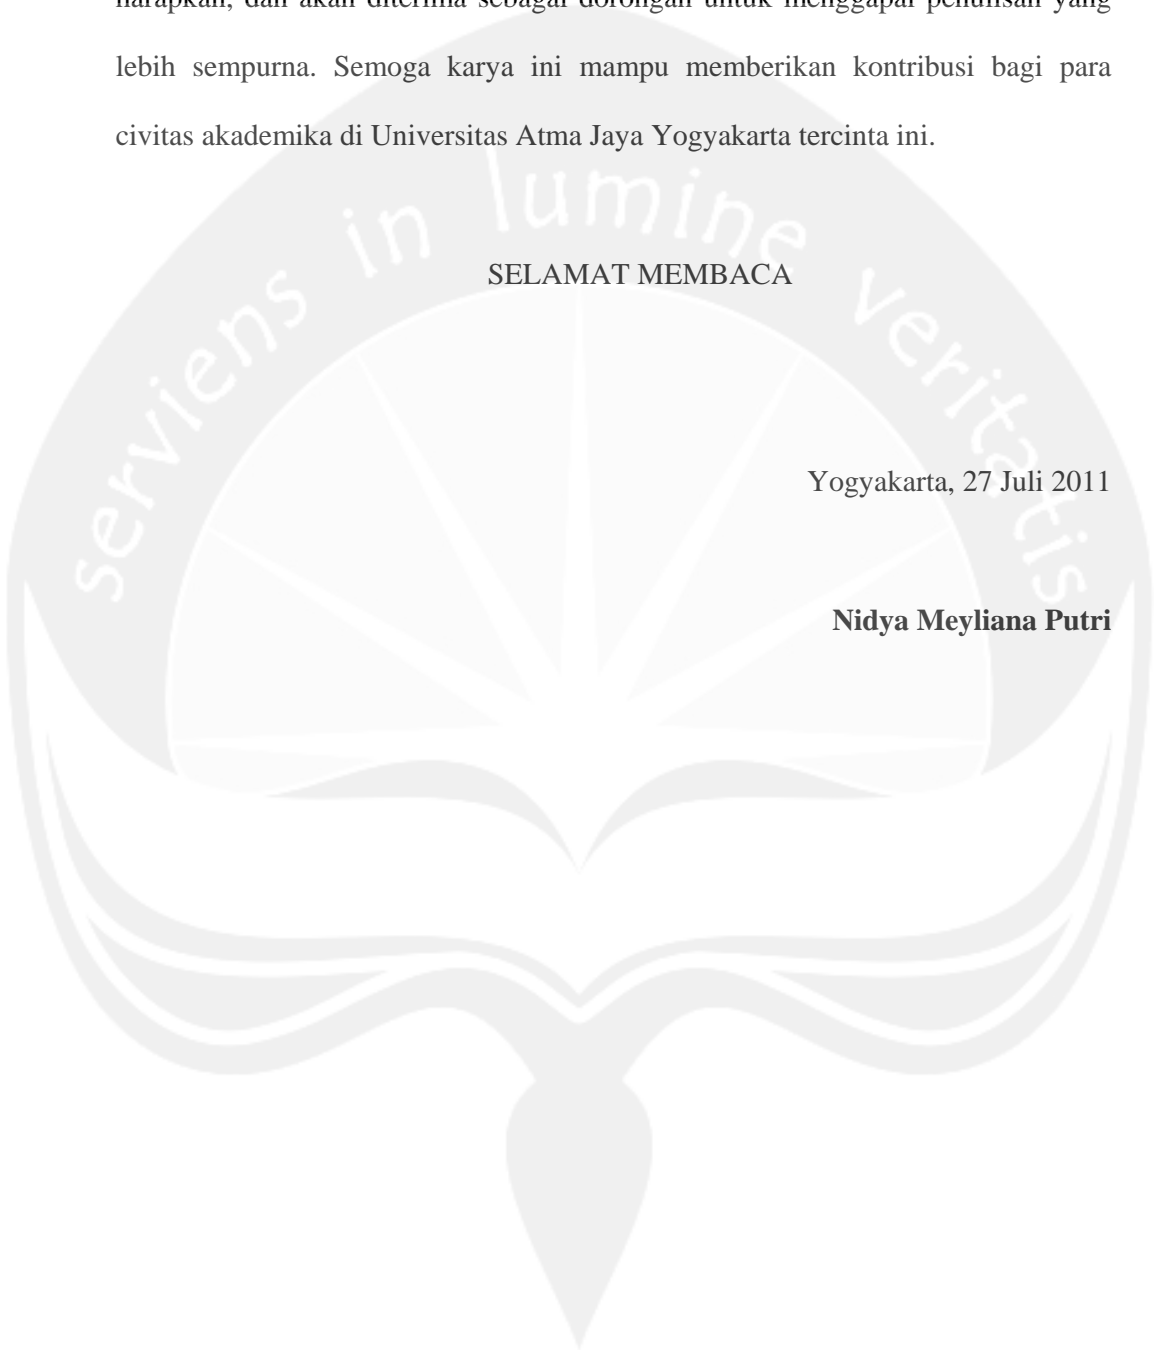 harapkan, dan akan diterima sebagai dorongan untuk menggapai penulisan yang
lebih sempurna. Semoga karya ini mampu memberikan kontribusi bagi para
civitas akademika di Universitas Atma Jaya Yogyakarta tercinta ini.
serviens in lumine veritatis
SELAMAT MEMBACA
Yogyakarta, 27 Juli 2011
Nidya Meyliana Putri